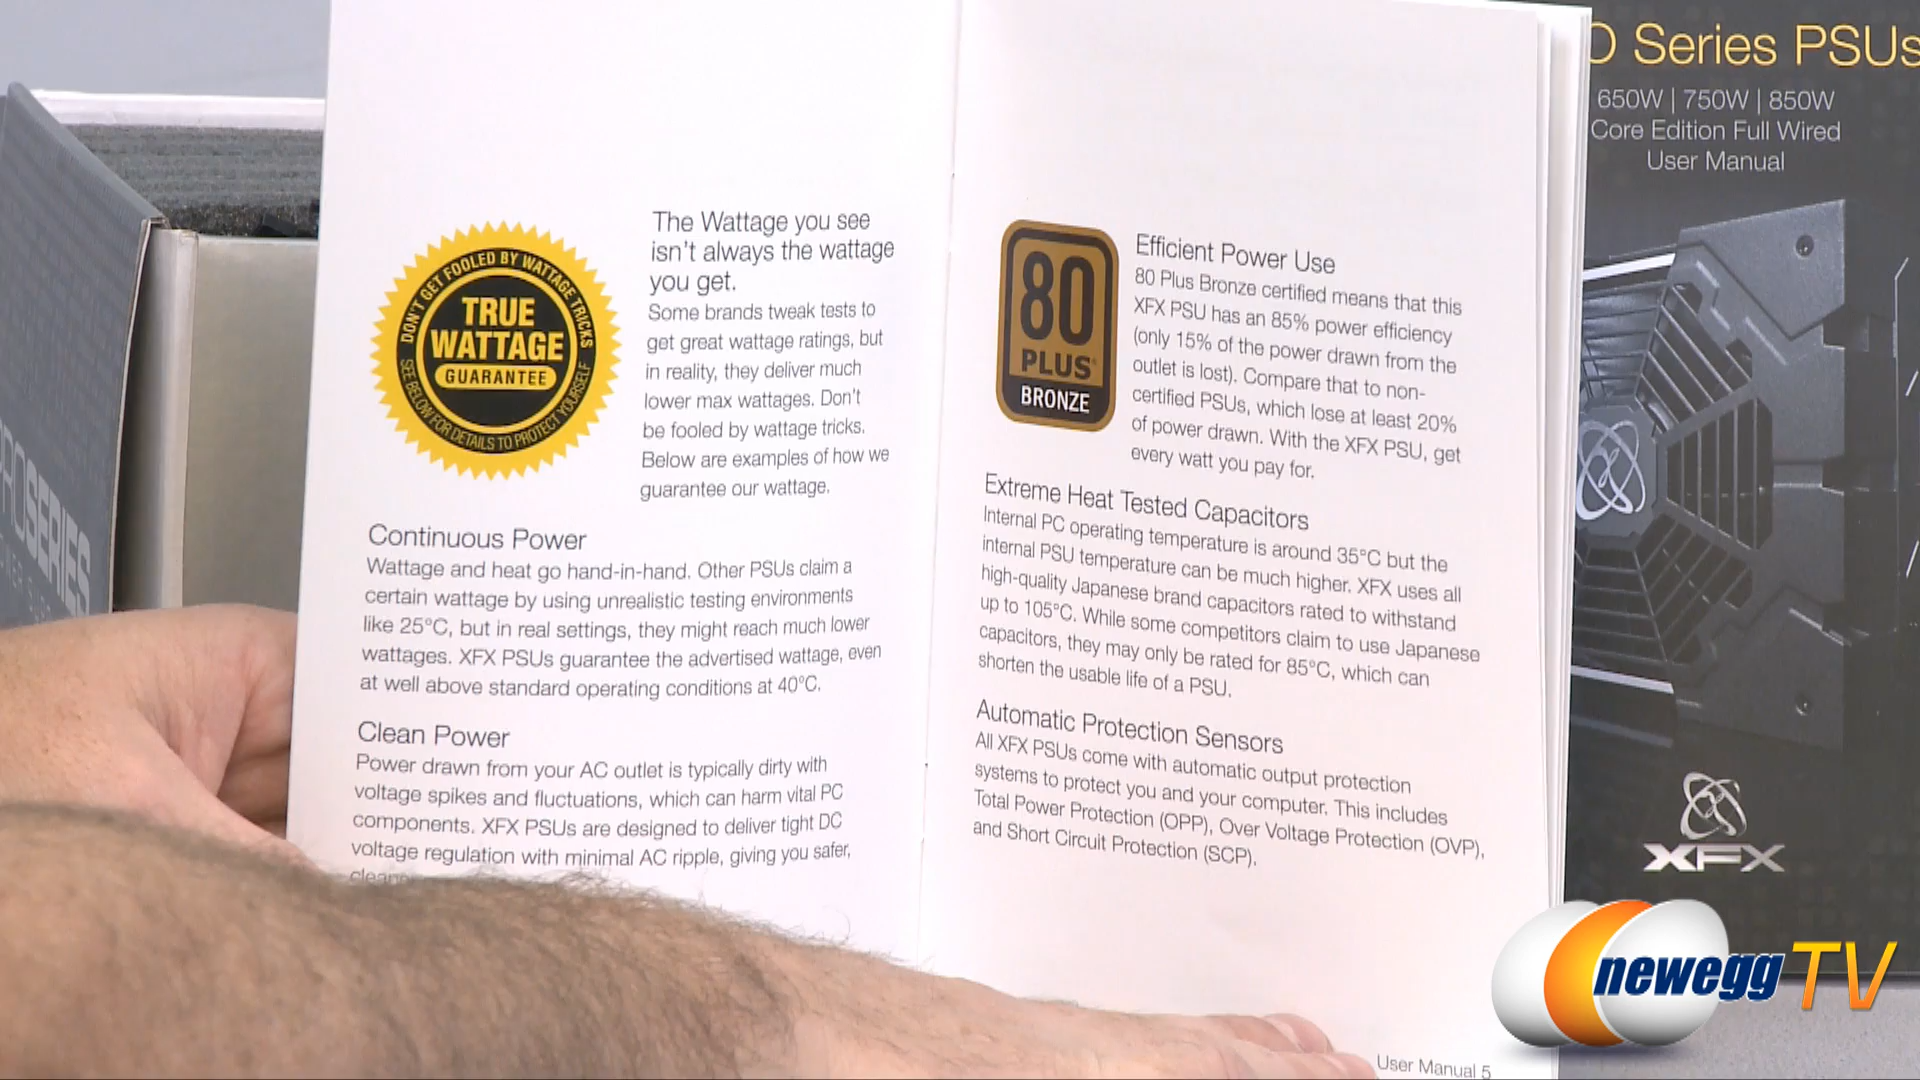 DON'T GET FOOLED BY WATTAGE TRICKS
TRUE
WATTAGE
GUARANTEE
SEE BELOW FOR DETAILS TO PROTECT YOURSELF
The Wattage you see
isn't always the wattage
you get.
Some brands tweak tests to
get great wattage ratings, but
in reality, they deliver much
lower max wattages. Don't
be fooled by wattage tricks.
Below are examples of how we
guarantee our wattage.
Continuous Power
Wattage and heat go hand-in-hand. Other PSUs claim a
certain wattage by using unrealistic testing environments
like 25°C, but in real settings, they might reach much lower
wattages. XFX PSUs guarantee the advertised wattage, even
at well above standard operating conditions at 40°C.
Clean Power
Power drawn from your AC outlet is typically dirty with
voltage spikes and fluctuations, which can harm vital PC
components. XFX PSUs are designed to deliver tight DC
voltage regulation with minimal AC ripple, giving you safer,
80
PLUS
BRONZE
Efficient Power Use
80 Plus Bronze certified means that this
XFX PSU has an 85% power efficiency
(only 15% of the power drawn from the
outlet is lost). Compare that to non-
certified PSUs, which lose at least 20%
of power drawn. With the XFX PSU, get
every watt you pay for.
Extreme Heat Tested Capacitors
Internal PC operating temperature is around 35°C but the
internal PSU temperature can be much higher. XFX uses all
high-quality Japanese brand capacitors rated to withstand
up to 105°C. While some competitors claim to use Japanese
capacitors, they may only be rated for 85°C, which can
shorten the usable life of a PSU.
Automatic Protection Sensors
All XFX PSUs come with automatic output protection
systems to protect you and your computer. This includes
Total Power Protection (OPP), Over Voltage Protection (OVP),
and Short Circuit Protection (SCP).
User Manual 5
O Series PSUs
650W | 750W | 850W
Core Edition Full Wired
User Manual
XFX
SERIES
newegg TV